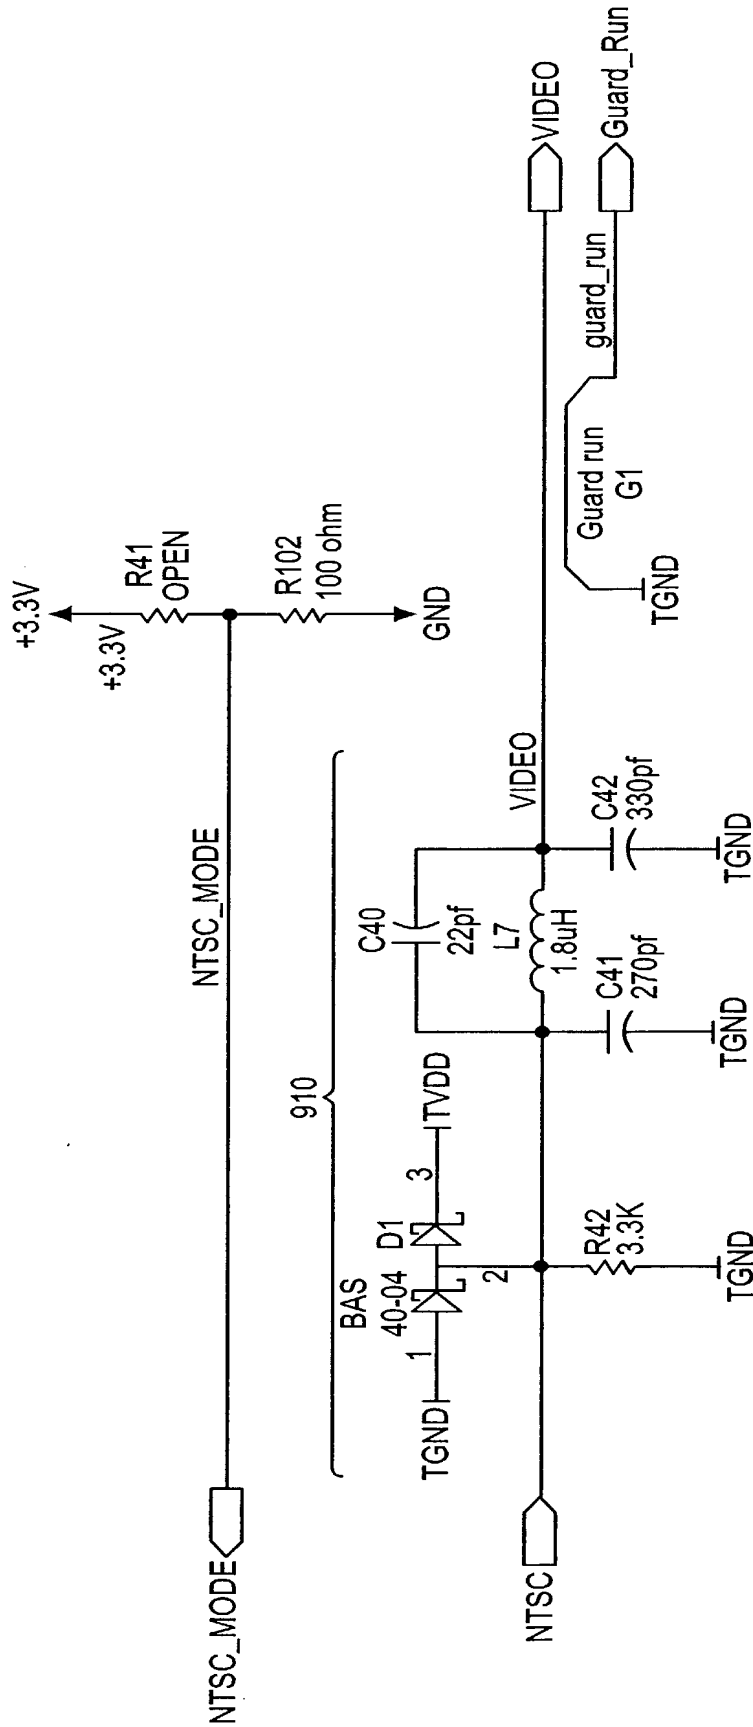 +3.3V
+3.3V
R41
OPEN
R102
100 ohm
GND
NTSC_MODE
NTSC_MODE
910
BAS
40-04
D1
1
2
3
TGND
TVDD
C40
22pf
L7
1.8uH
VIDEO
VIDEO
NTSC
R42
3.3K
TGND
C41
270pf
TGND
C42
330pf
TGND
Guard run
G1
TGND
guard_run
Guard_Run